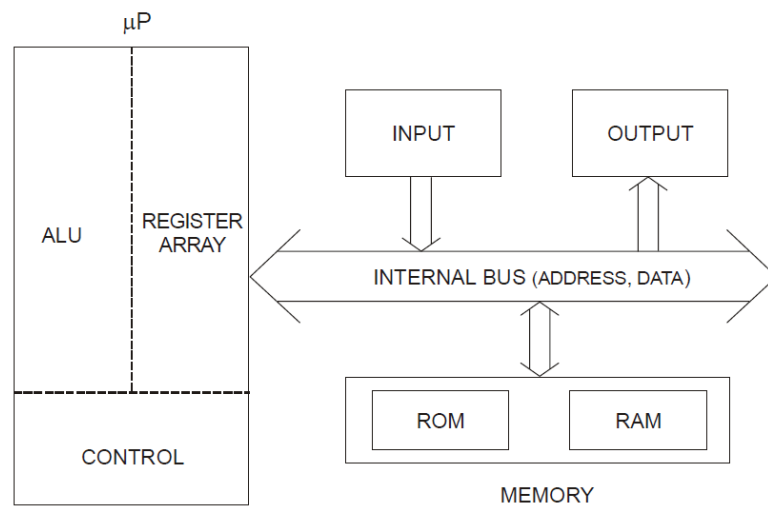 μP
ALU
REGISTER
ARRAY
CONTROL
INPUT
OUTPUT
INTERNAL BUS (ADDRESS, DATA)
ROM
RAM
MEMORY